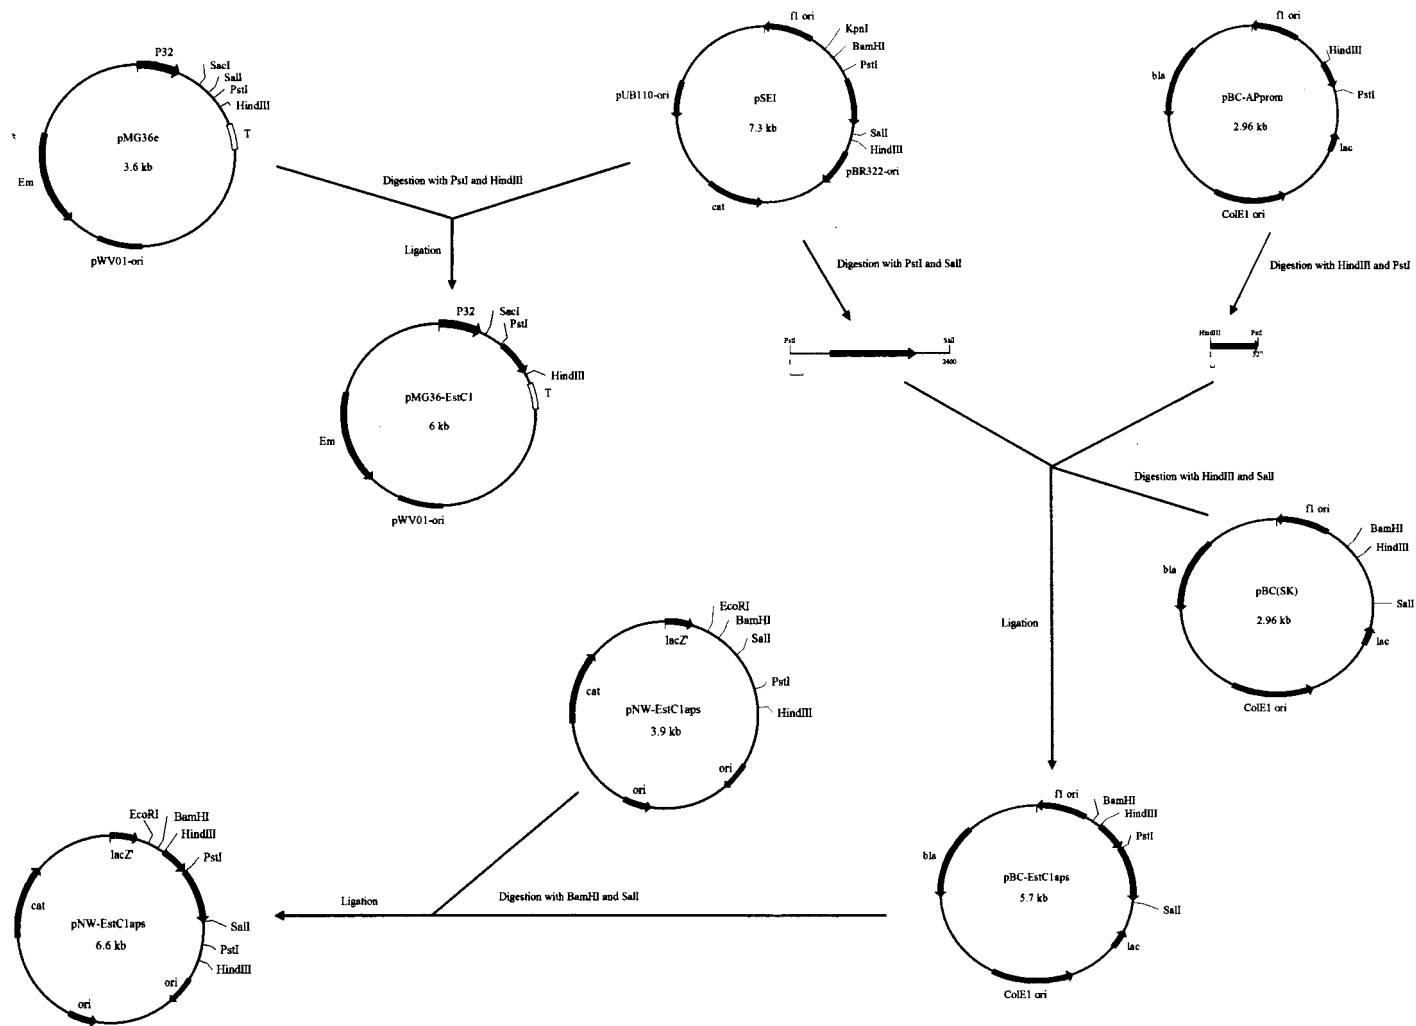 P32
SacI
SalI
PstI
HindIII
T
pMG36e
3.6 kb
Em
pWV01-ori
f1 ori
KpnI
BamHI
PstI
pUB110-ori
pSEI
7.3 kb
SalI
HindIII
pBR322-ori
cat
f1 ori
HindIII
bla
pBC-APprom
2.96 kb
PstI
lac
ColE1 ori
Digestion with PstI and HindIII
Ligation
Digestion with PstI and SalI
Digestion with HindIII and PstI
PstI
SalI
1
2400
HindIII
PstI
1
P32
SacI
PstI
HindIII
T
pMG36-EstC1
6 kb
Em
pWV01-ori
Digestion with HindIII and SalI
f1 ori
BamHI
HindIII
bla
pBC(SK)
2.96 kb
SalI
lac
ColE1 ori
Ligation
EcoRI
BamHI
lacZ'
SalI
cat
PstI
pNW-EstC1aps
3.9 kb
HindIII
ori
ori
f1 ori
BamHI
HindIII
PstI
bla
pBC-EstC1aps
5.7 kb
SalI
lac
ColE1 ori
Digestion with BamHI and SalI
Ligation
EcoRI
BamHI
HindIII
lacZ'
PstI
cat
pNW-EstC1aps
6.6 kb
SalI
PstI
HindIII
ori
ori